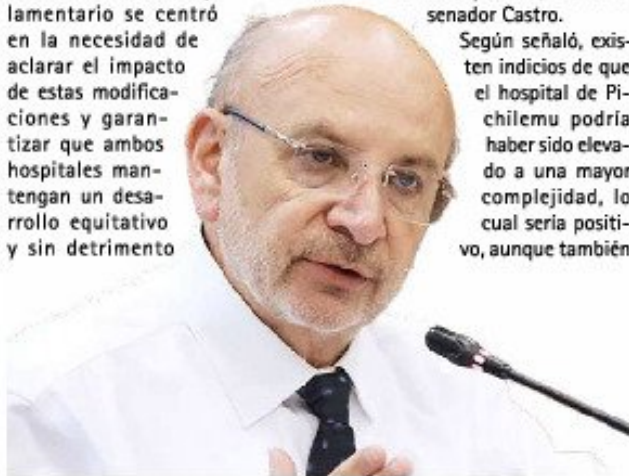 lamentario se centró
en la necesidad de
aclarar el impacto
de estas modifica-
ciones y garan-
tizar que ambos
hospitales man-
tengan un desa-
rrollo equitativo
y sin detrimento
senador Castro.
Según señaló, exis-
ten indicios de que
el hospital de Pi-
chilemu podría
haber sido eleva-
do a una mayor
complejidad, lo
cual sería positi-
vo, aunque también